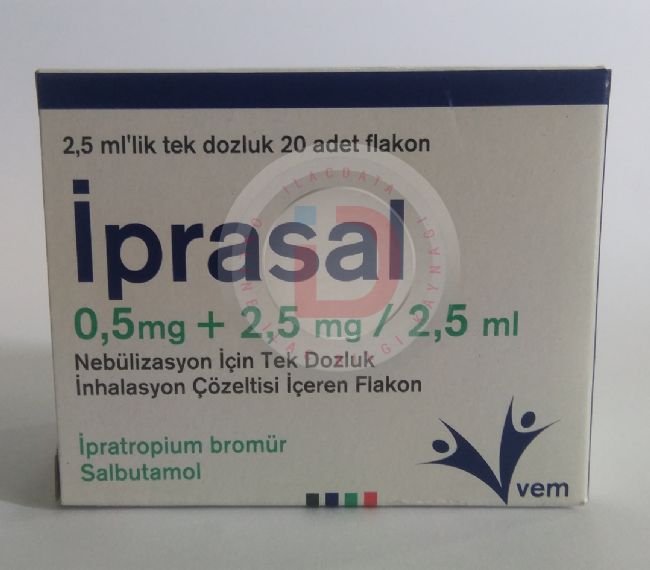 2,5 ml'lik tek dozluk 20 adet flakon
İprasal
0,5mg + 2,5 mg / 2,5 ml
Nebülizasyon İçin Tek Dozluk
İnhalasyon Çözeltisi İçeren Flakon
İpratropium bromür
Salbutamol
vem